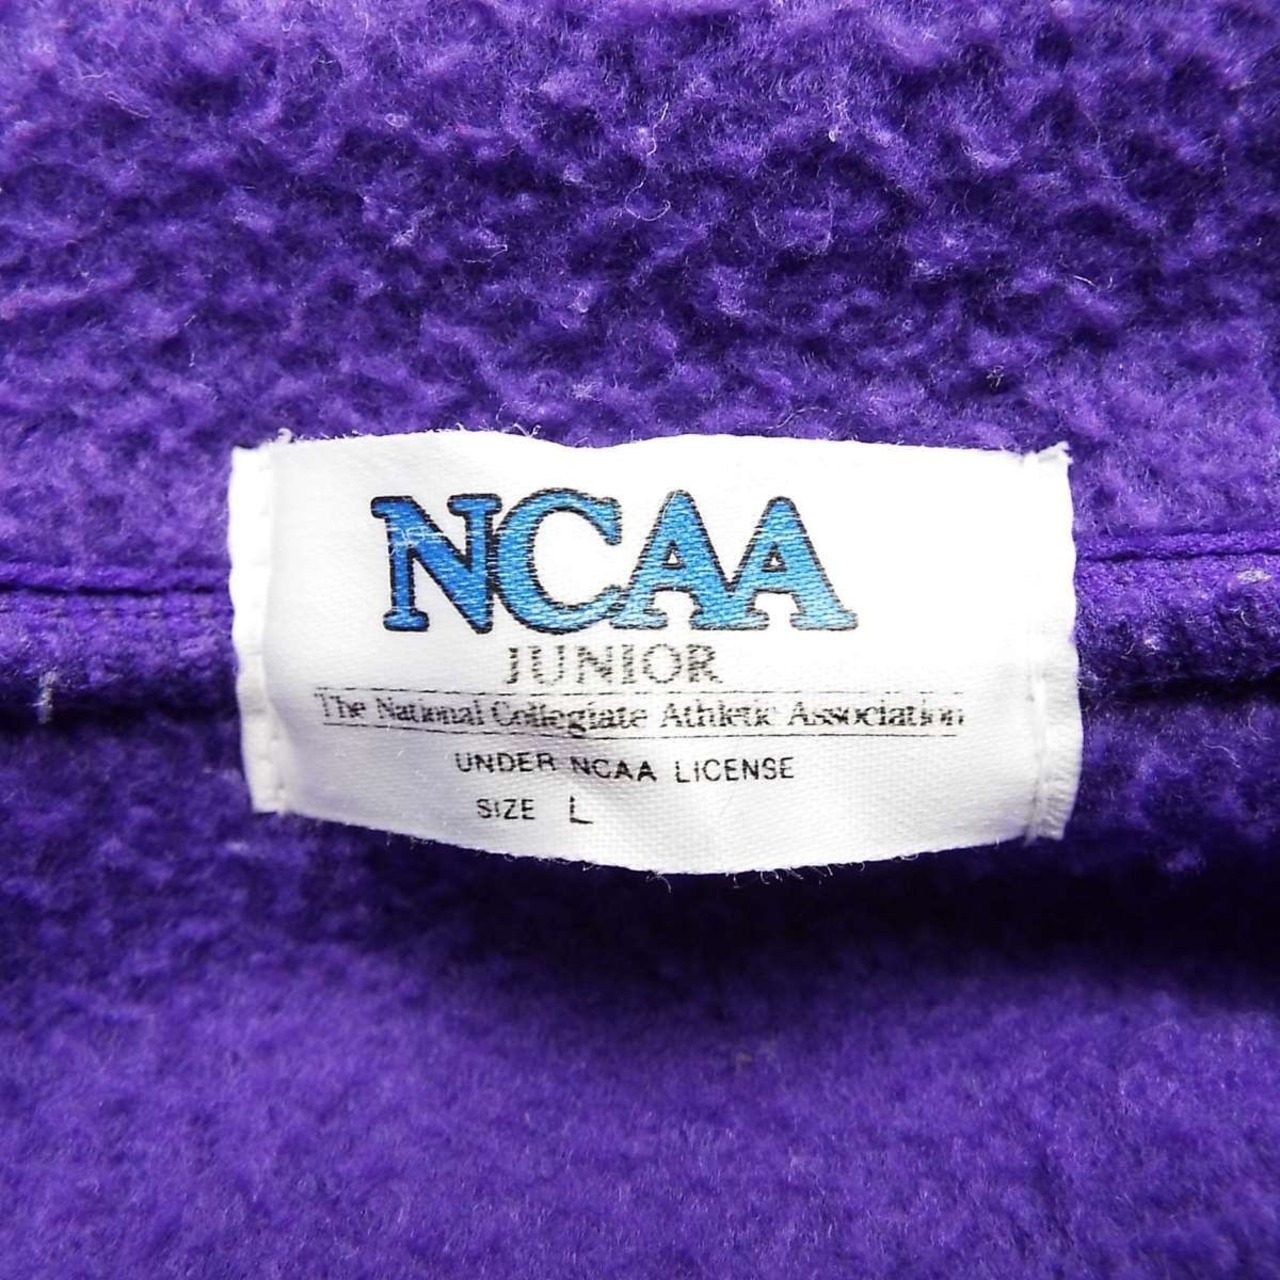 NCAA
JUNIOR
The National Collegiate Athletic Association
UNDER NCAA LICENSE
SIZE L